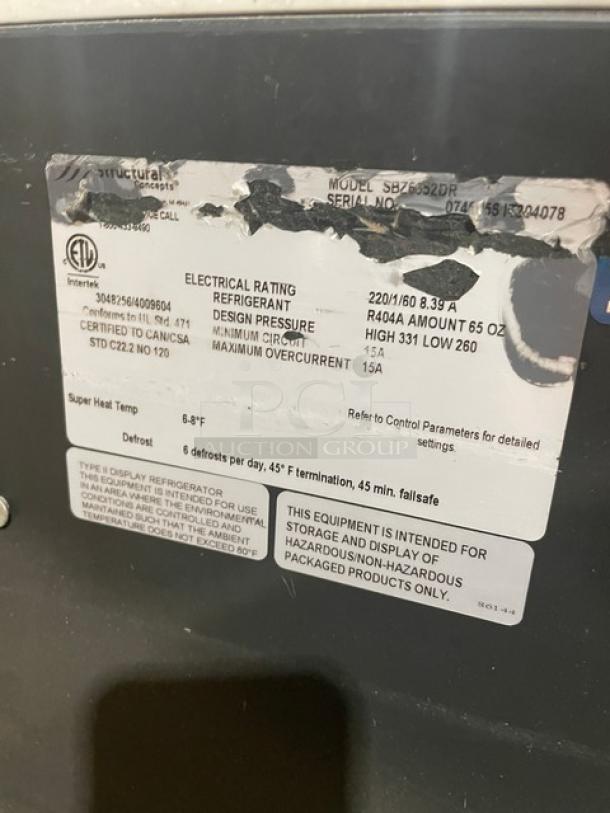 Structural
Concepts®
MODEL SBZ6652DR
SERIAL NO.
CALL
ETL
C US
Intertek
3048256/4009604
Conforms to UL Std. 471
CERTIFIED TO CAN/CSA
STD C22.2 NO 120
ELECTRICAL RATING 220/1/60 8.39 A
REFRIGERANT R404A AMOUNT 65 OZ
DESIGN PRESSURE HIGH 331 LOW 260
MINIMUM CIRCUIT 15A
MAXIMUM OVERCURRENT 15A
Super Heat Temp 6-8°F
Refer to Control Parameters for detailed
settings.
Defrost 6 defrosts per day, 45° F termination, 45 min. failsafe
PCI
AUCTION GROUP
TYPE II DISPLAY REFRIGERATOR
THIS EQUIPMENT IS INTENDED FOR USE
IN AN AREA WHERE THE ENVIRONMENTAL
CONDITIONS ARE CONTROLLED AND
MAINTAINED SUCH THAT THE AMBIENT
TEMPERATURE DOES NOT EXCEED 80°F
THIS EQUIPMENT IS INTENDED FOR
STORAGE AND DISPLAY OF
HAZARDOUS/NON-HAZARDOUS
PACKAGED PRODUCTS ONLY.
86144